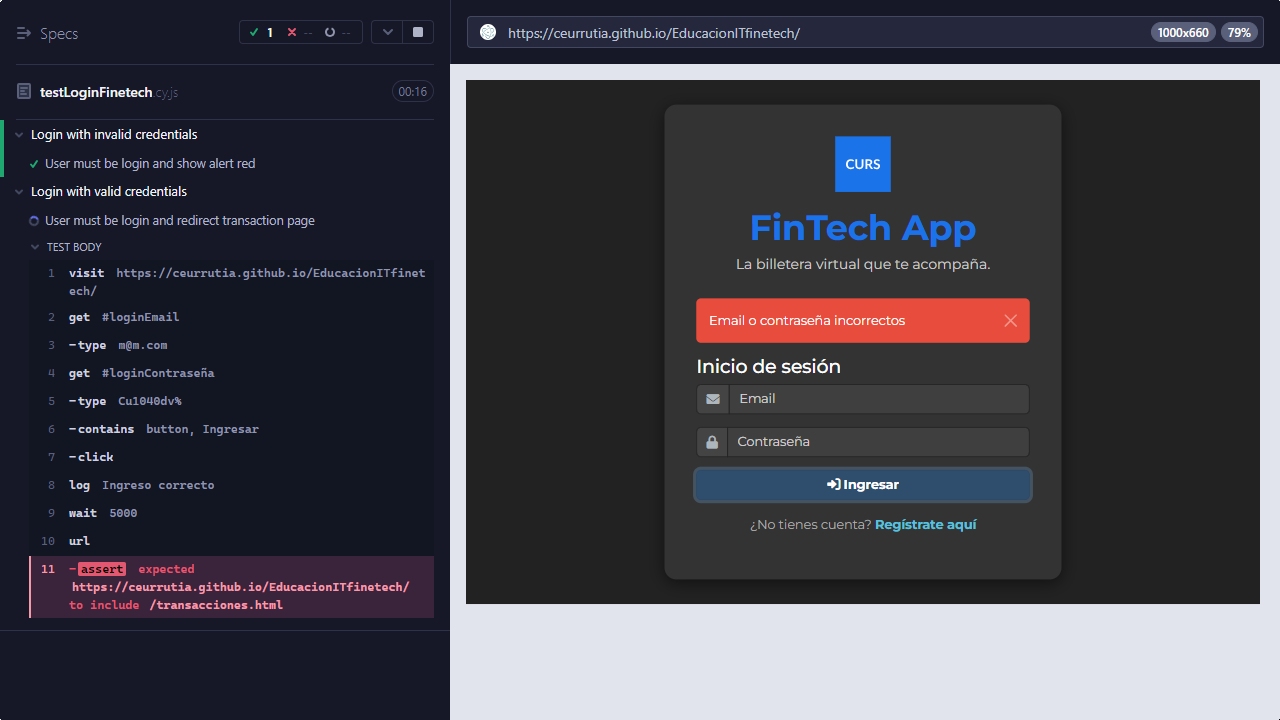 Specs
1
--
--
https://ceurrutia.github.io/EducacionITfinetech/
1000x660
79%
testLoginFinetech.cy.js
00:16
Login with invalid credentials
User must be login and show alert red
Login with valid credentials
User must be login and redirect transaction page
TEST BODY
1 visit https://ceurrutia.github.io/EducacionITfinet
ech/
2 get #loginEmail
3 -type m@m.com
4 get #loginContraseña
5 -type Cu1040dv%
6 -contains button, Ingresar
7 -click
8 log Ingreso correcto
9 wait 5000
10 url
11 -assert expected
https://ceurrutia.github.io/EducacionITfinetech/
to include /transacciones.html
CURS
FinTech App
La billetera virtual que te acompaña.
Email o contraseña incorrectos
Inicio de sesión
Email
Contraseña
Ingresar
¿No tienes cuenta? Regístrate aquí